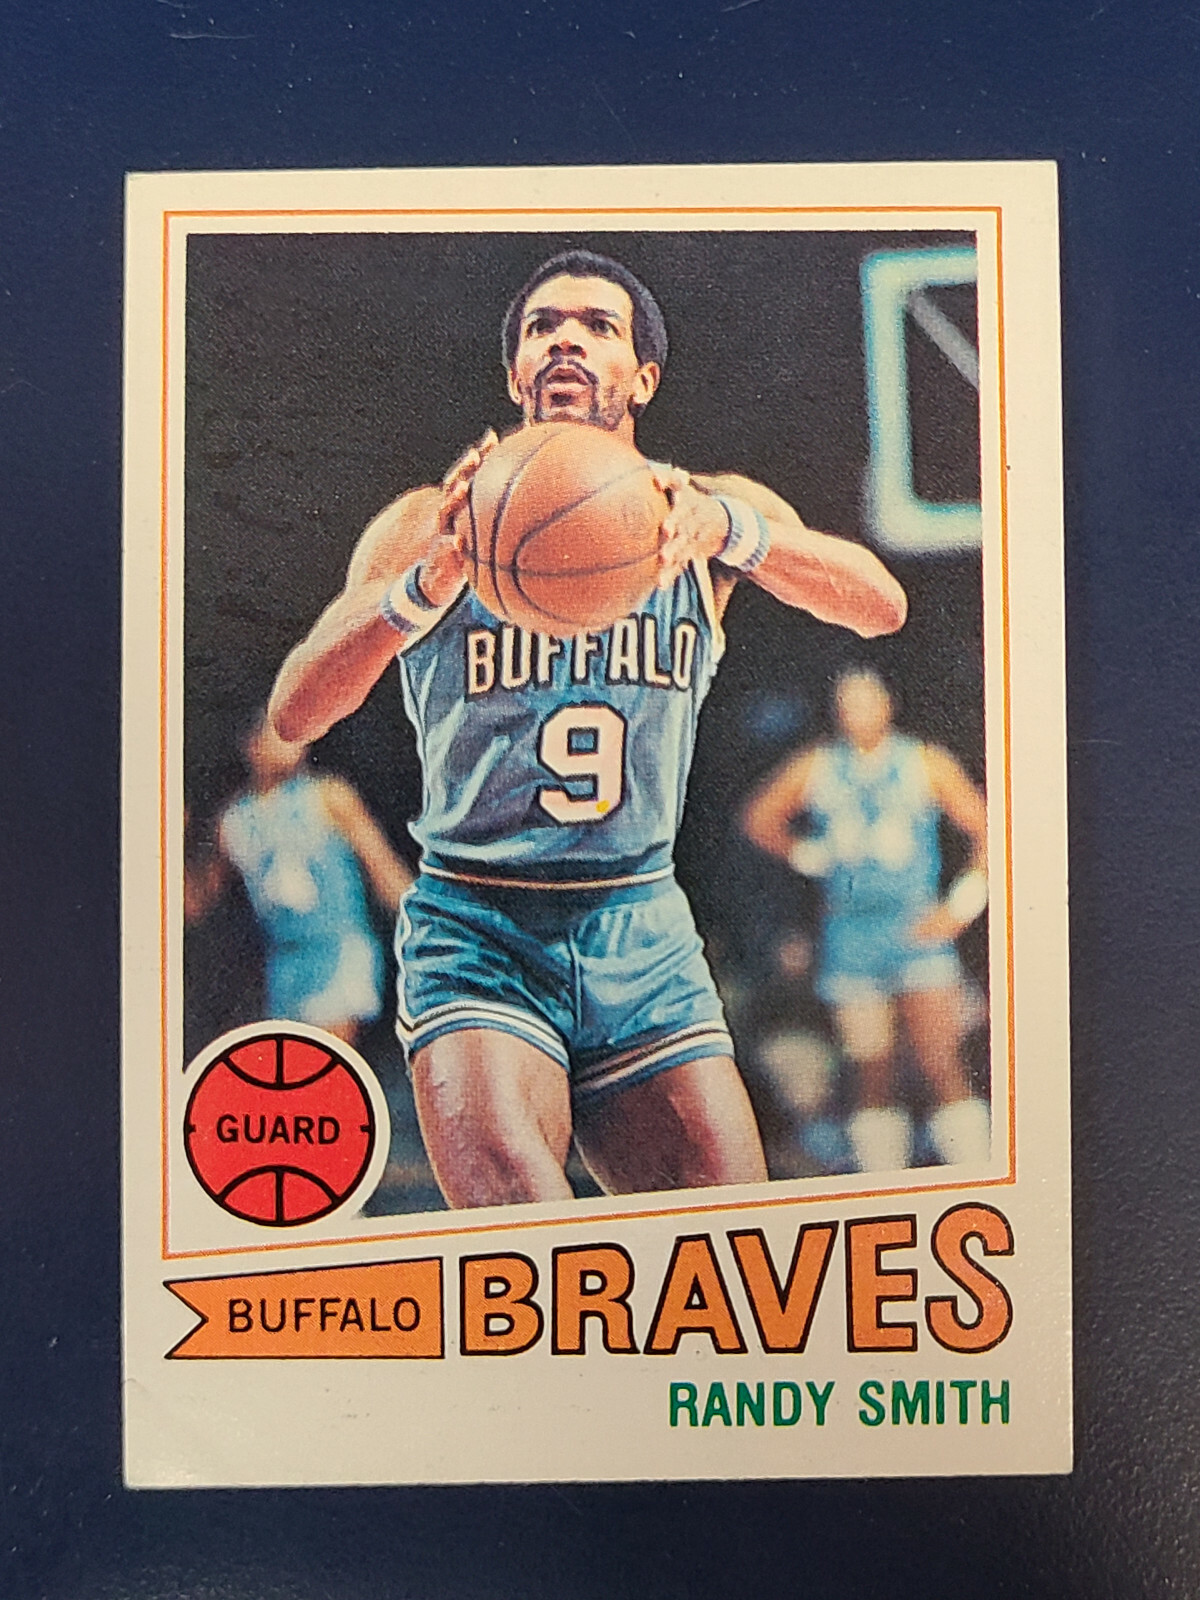 BUFFALO
9
GUARD
BUFFALO BRAVES
RANDY SMITH